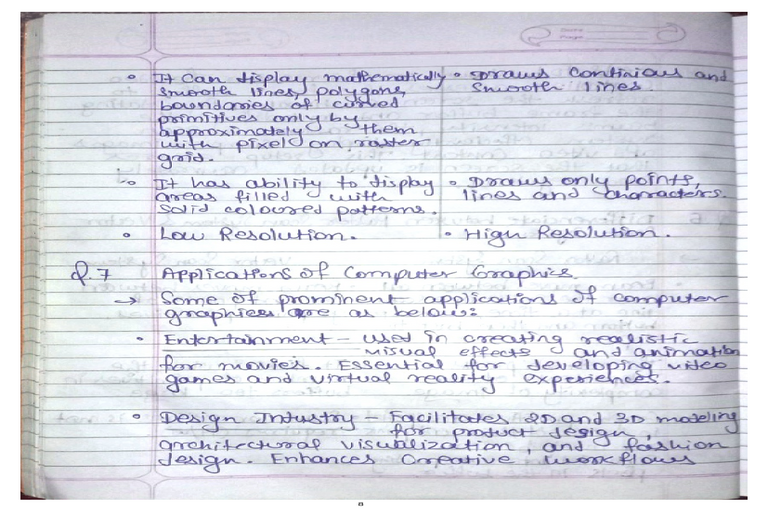 It Can display mathematically
smooth lines, polygons,
boundaries of curved
primitives only by
approximately them
with pixel on raster
grid.
Draws Continious and
Smooth lines.
It has ability to display
areas filled with
Solid coloured patterns.
Draws only points,
lines and characters.
Low Resolution.
High Resolution.
Q.7 Applications of Computer Graphics.
→ Some of prominent applications of computer
graphics are as below:
Entertainment – used in creating realistic
visual effects and animation
for movies. Essential for developing video
games and virtual reality experiences.
Design Industry – Facilitates 2D and 3D modeling
for product design,
architectural visualization, and fashion
design. Enhances Creative workflows